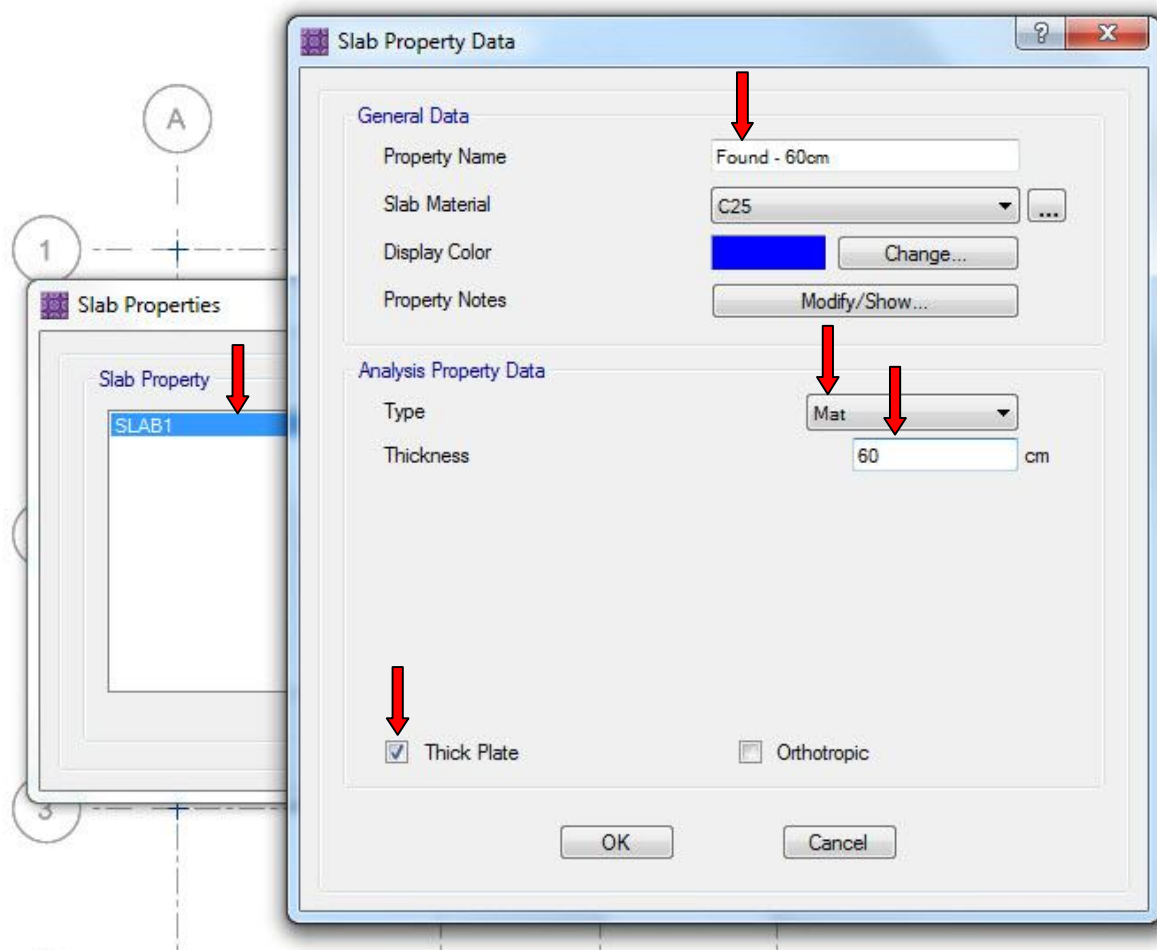 Slab Property Data
General Data
Property Name Found - 60cm
Slab Material C25 ...
Display Color Change...
Property Notes Modify/Show...
Analysis Property Data
Type Mat
Thickness 60 cm
Thick Plate Orthotropic
OK Cancel
A
1
Slab Properties
Slab Property
SLAB1
3